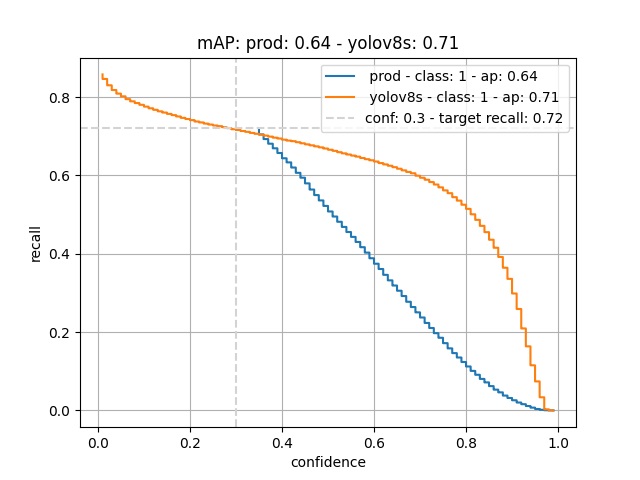 mAP: prod: 0.64 - yolov8s: 0.71
prod - class: 1 - ap: 0.64
yolov8s - class: 1 - ap: 0.71
conf: 0.3 - target recall: 0.72
0.8
0.6
0.4
0.2
0.0
recall
0.0 0.2 0.4 0.6 0.8 1.0
confidence